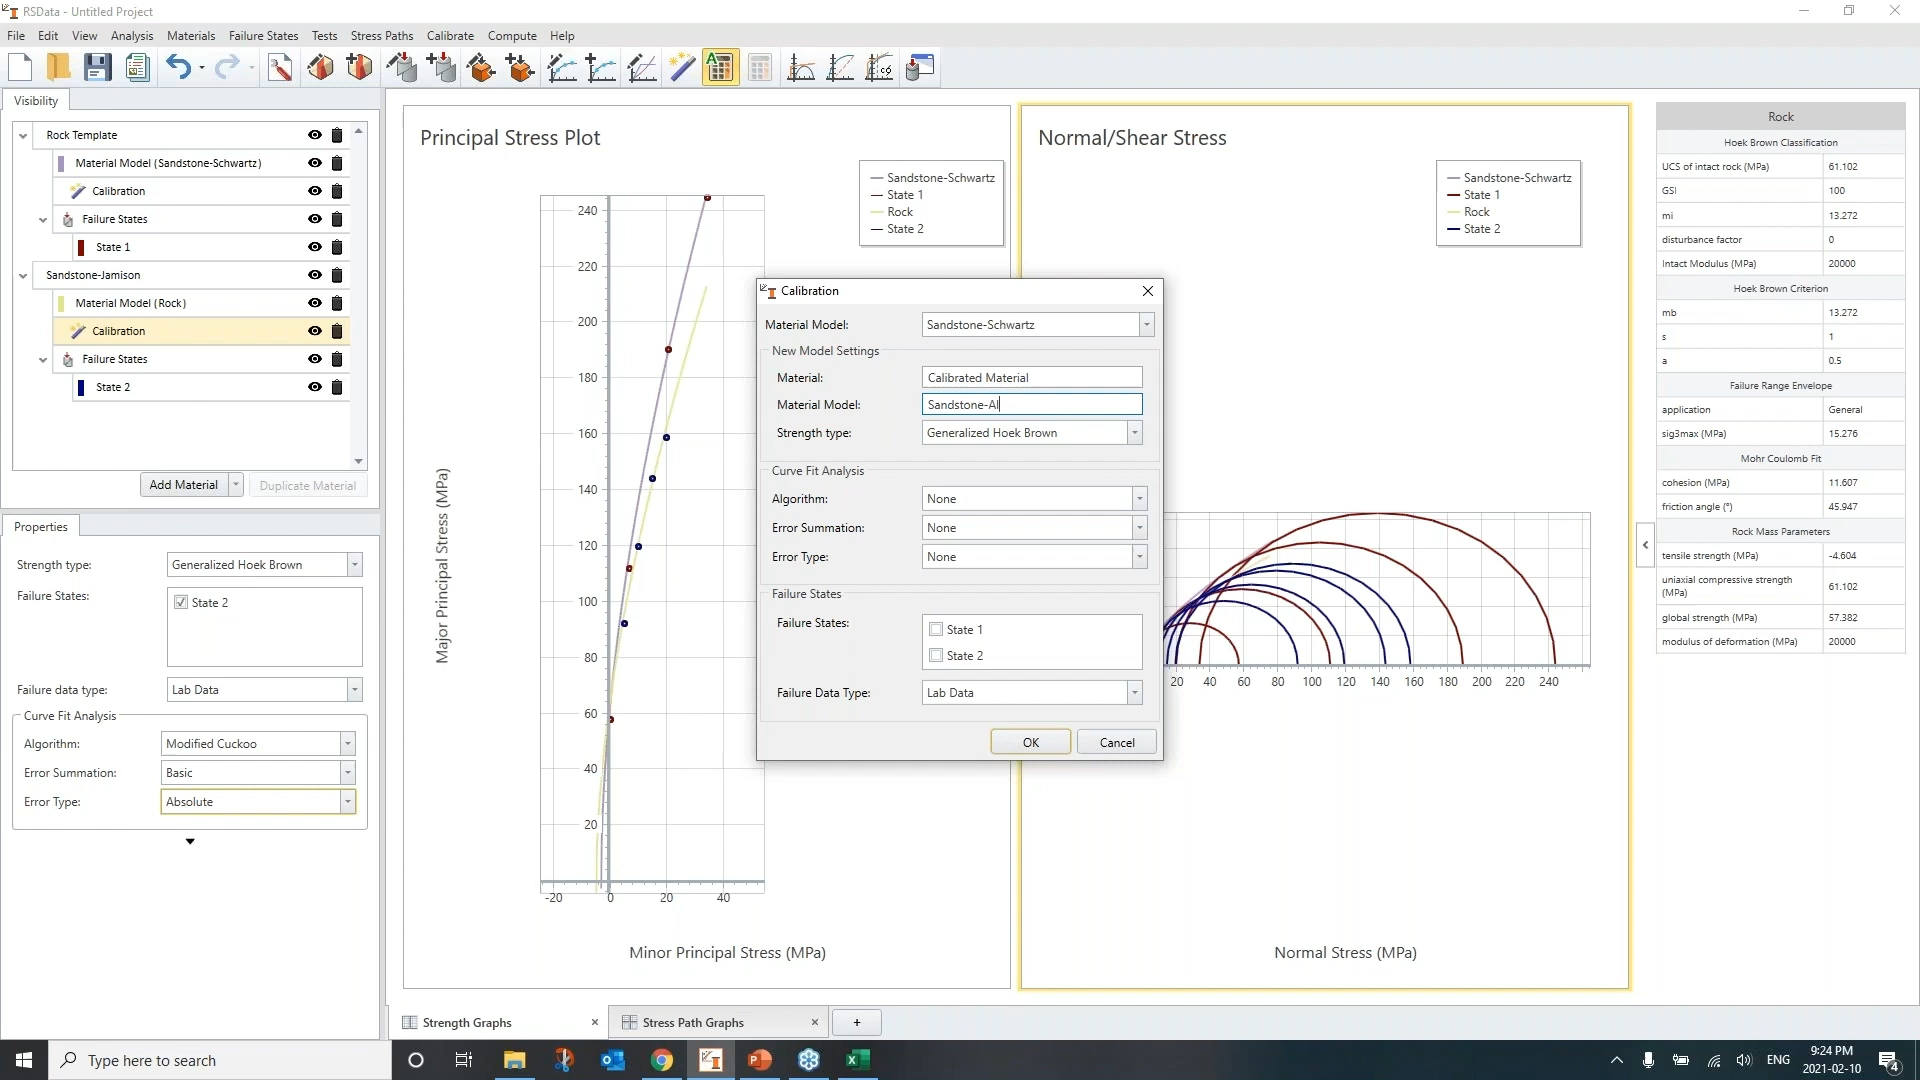 RSData - Untitled Project
File Edit View Analysis Materials Failure States Tests Stress Paths Calibrate Compute Help
Visibility
Rock Template
Material Model (Sandstone-Schwartz)
Calibration
Failure States
State 1
Sandstone-Jamison
Material Model (Rock)
Calibration
Failure States
State 2
Add Material
Duplicate Material
Properties
Strength type: Generalized Hoek Brown
Failure States: State 2
Failure data type: Lab Data
Curve Fit Analysis
Algorithm: Modified Cuckoo
Error Summation: Basic
Error Type: Absolute
Principal Stress Plot
Sandstone-Schwartz
State 1
Rock
State 2
Major Principal Stress (MPa)
240
220
200
180
160
140
120
100
80
60
40
20
-20 0 20 40
Minor Principal Stress (MPa)
Calibration
Material Model: Sandstone-Schwartz
New Model Settings
Material: Calibrated Material
Material Model: Sandstone-Al
Strength type: Generalized Hoek Brown
Curve Fit Analysis
Algorithm: None
Error Summation: None
Error Type: None
Failure States
Failure States: State 1
State 2
Failure Data Type: Lab Data
OK Cancel
Normal/Shear Stress
Sandstone-Schwartz
State 1
Rock
State 2
20 40 60 80 100 120 140 160 180 200 220 240
Normal Stress (MPa)
Rock
Hoek Brown Classification
UCS of intact rock (MPa) 61.102
GSI 100
mi 13.272
disturbance factor 0
Intact Modulus (MPa) 20000
Hoek Brown Criterion
mb 13.272
s 1
a 0.5
Failure Range Envelope
application General
sig3max (MPa) 15.276
Mohr Coulomb Fit
cohesion (MPa) 11.607
friction angle (°) 45.947
Rock Mass Parameters
tensile strength (MPa) -4.604
uniaxial compressive strength (MPa) 61.102
global strength (MPa) 57.382
modulus of deformation (MPa) 20000
Strength Graphs
Stress Path Graphs
Type here to search
ENG
9:24 PM
2021-02-10
4